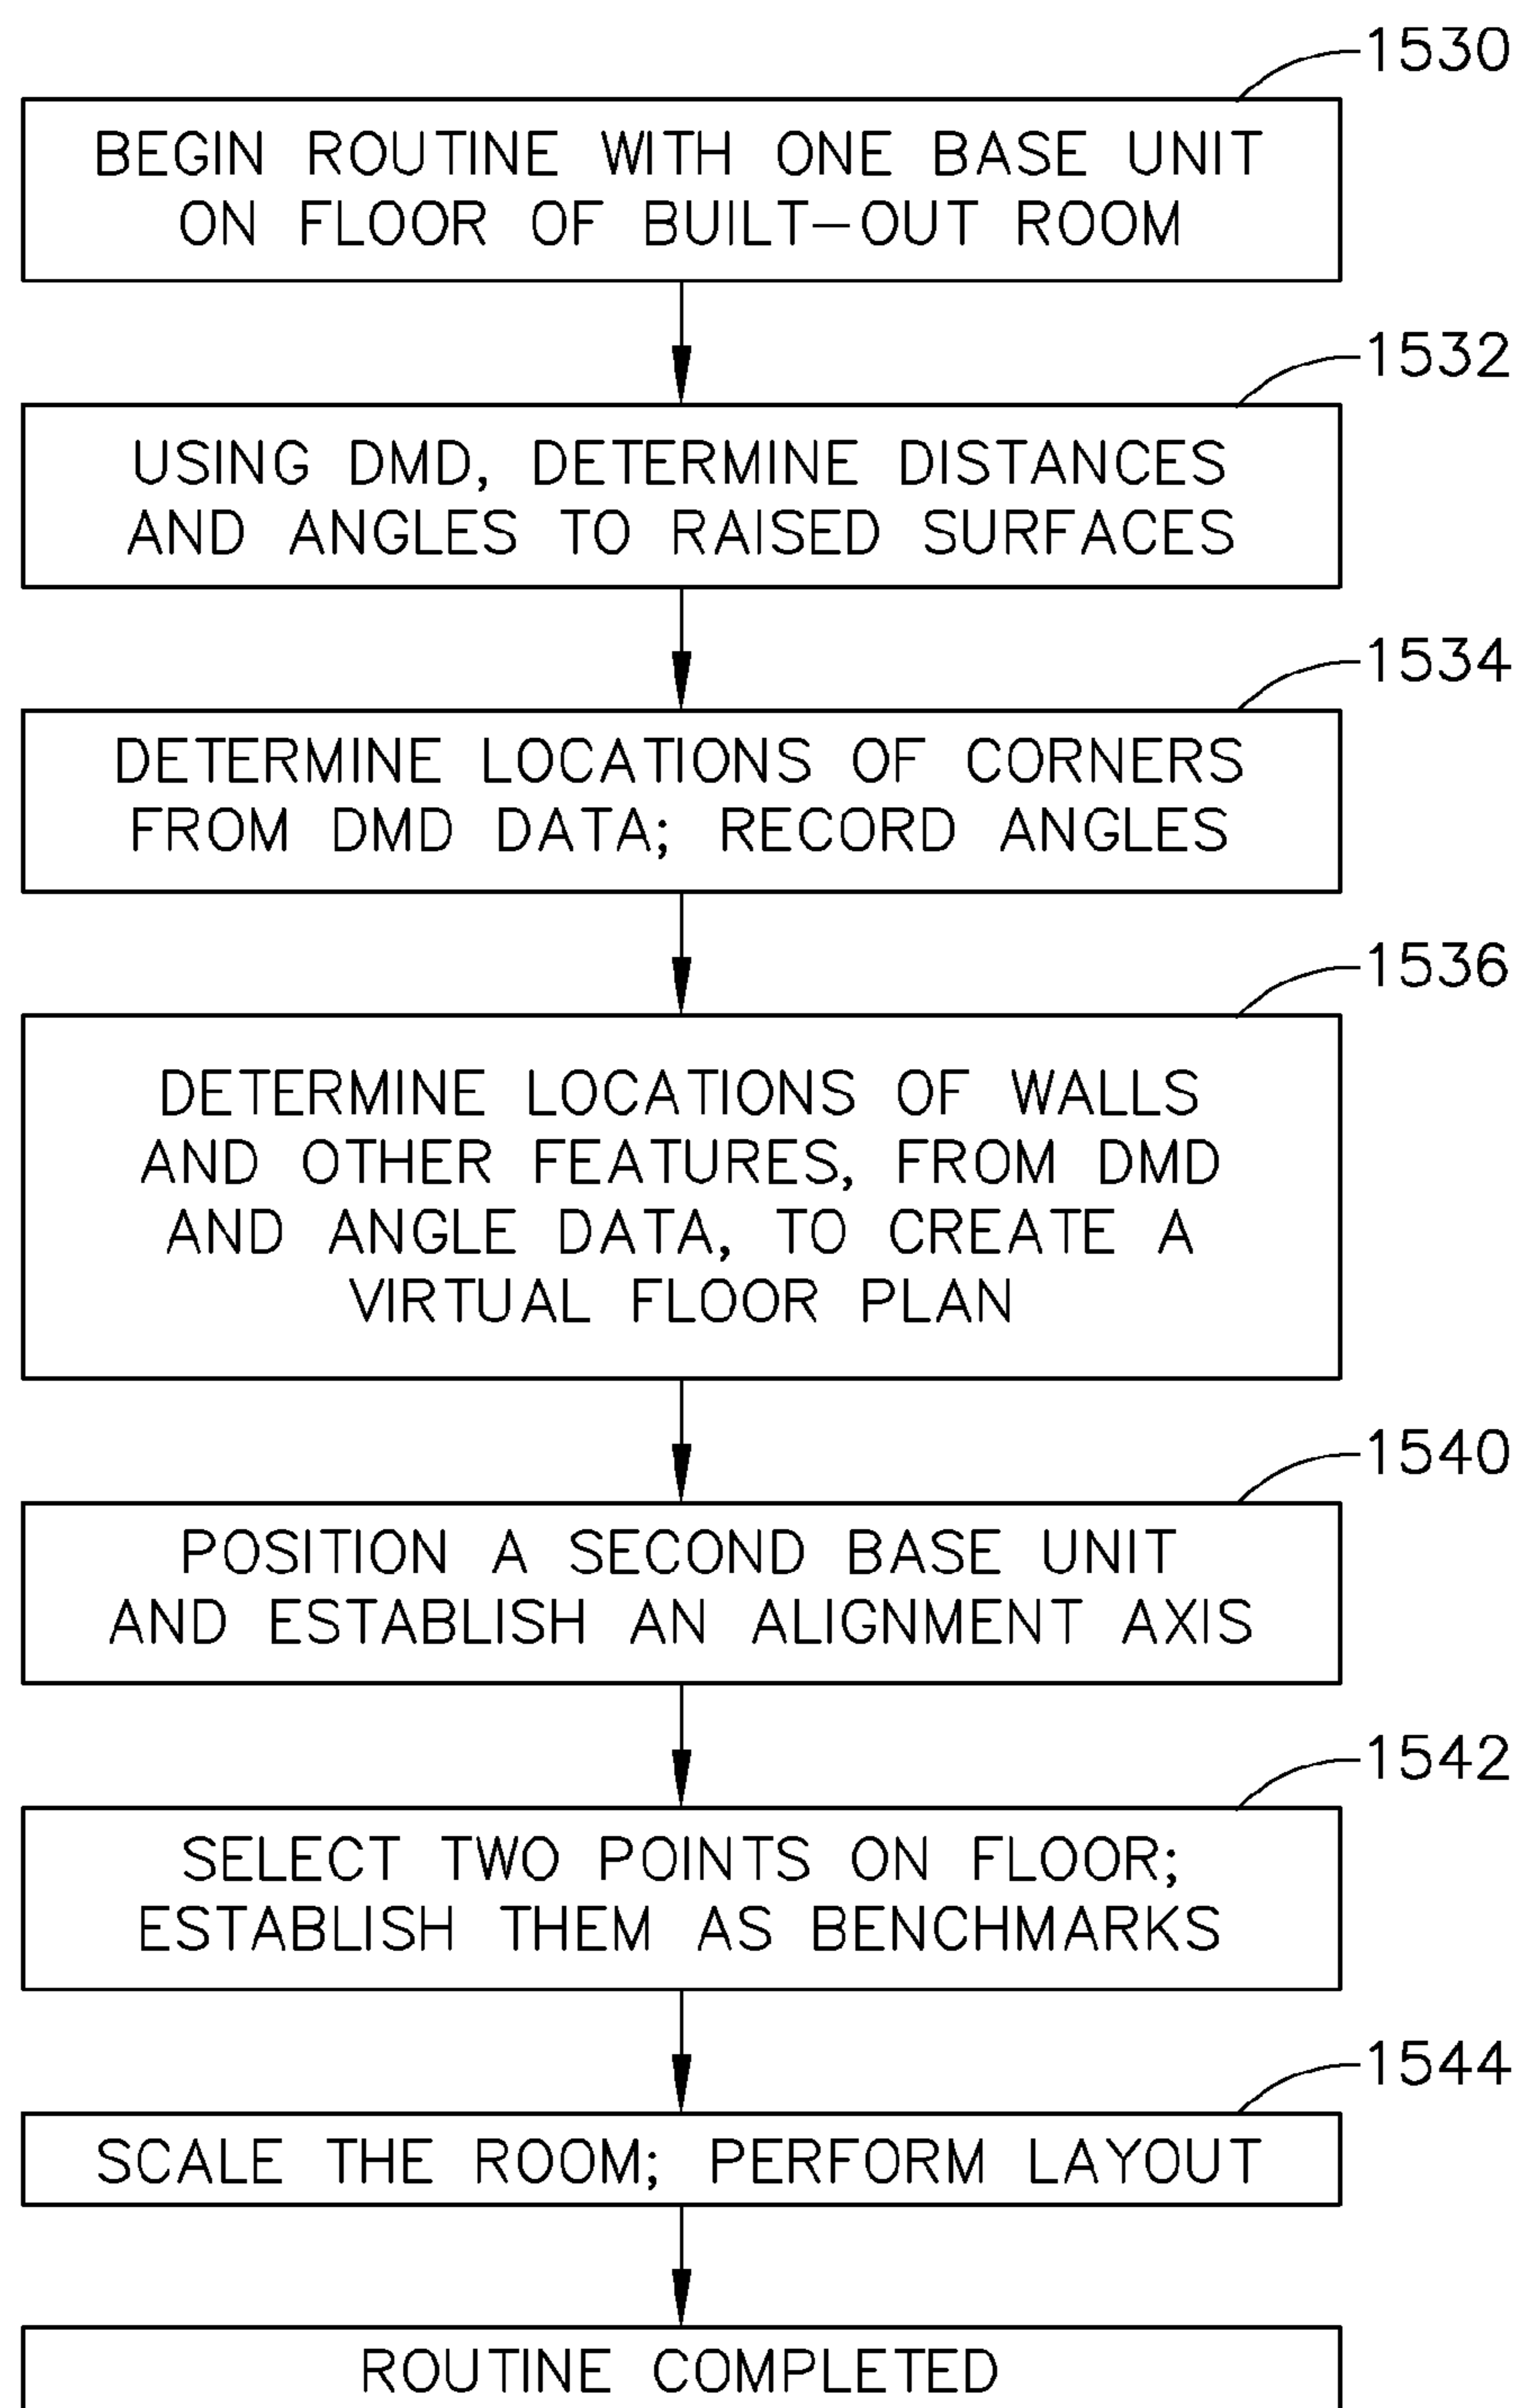 1530
BEGIN ROUTINE WITH ONE BASE UNIT
ON FLOOR OF BUILT-OUT ROOM
1532
USING DMD, DETERMINE DISTANCES
AND ANGLES TO RAISED SURFACES
1534
DETERMINE LOCATIONS OF CORNERS
FROM DMD DATA; RECORD ANGLES
1536
DETERMINE LOCATIONS OF WALLS
AND OTHER FEATURES, FROM DMD
AND ANGLE DATA, TO CREATE A
VIRTUAL FLOOR PLAN
1540
POSITION A SECOND BASE UNIT
AND ESTABLISH AN ALIGNMENT AXIS
1542
SELECT TWO POINTS ON FLOOR;
ESTABLISH THEM AS BENCHMARKS
1544
SCALE THE ROOM; PERFORM LAYOUT
ROUTINE COMPLETED